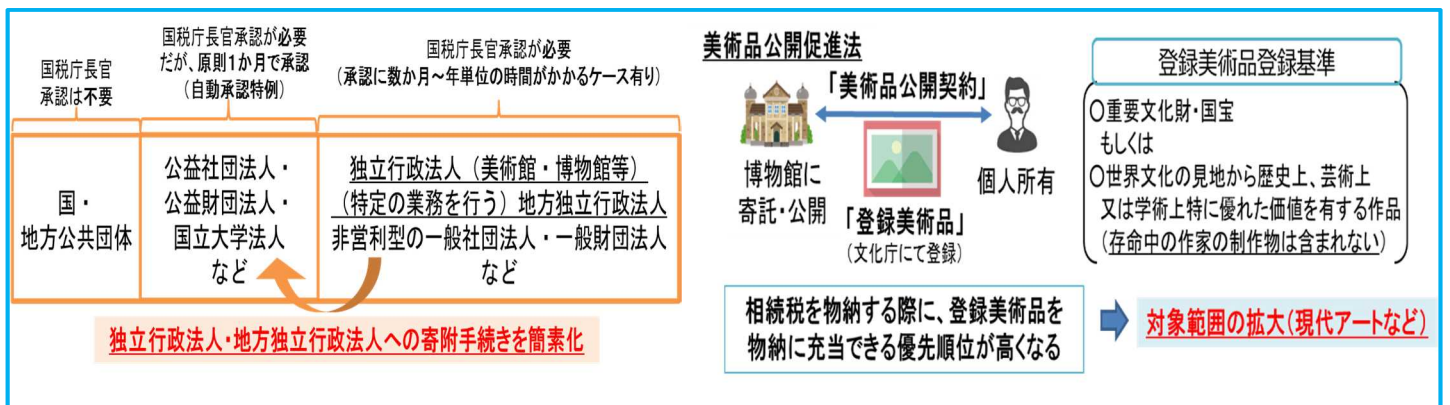 国税庁長官
承認は不要
国税庁長官承認が必要
だが、原則1か月で承認
(自動承認特例)
国税庁長官承認が必要
(承認に数か月~年単位の時間がかかるケース有り)
国・
地方公共団体
公益社団法人・
公益財団法人・
国立大学法人
など
独立行政法人(美術館・博物館等)
(特定の業務を行う)地方独立行政法人
非営利型の一般社団法人・一般財団法人
など
独立行政法人・地方独立行政法人への寄附手続きを簡素化
美術品公開促進法
「美術品公開契約」
博物館に
寄託・公開
個人所有
「登録美術品」
(文化庁にて登録)
登録美術品登録基準
〇重要文化財・国宝
もしくは
〇世界文化の見地から歴史上、芸術上
又は学術上特に優れた価値を有する作品
(存命中の作家の制作物は含まれない)
相続税を物納する際に、登録美術品を
物納に充当できる優先順位が高くなる
対象範囲の拡大(現代アートなど)